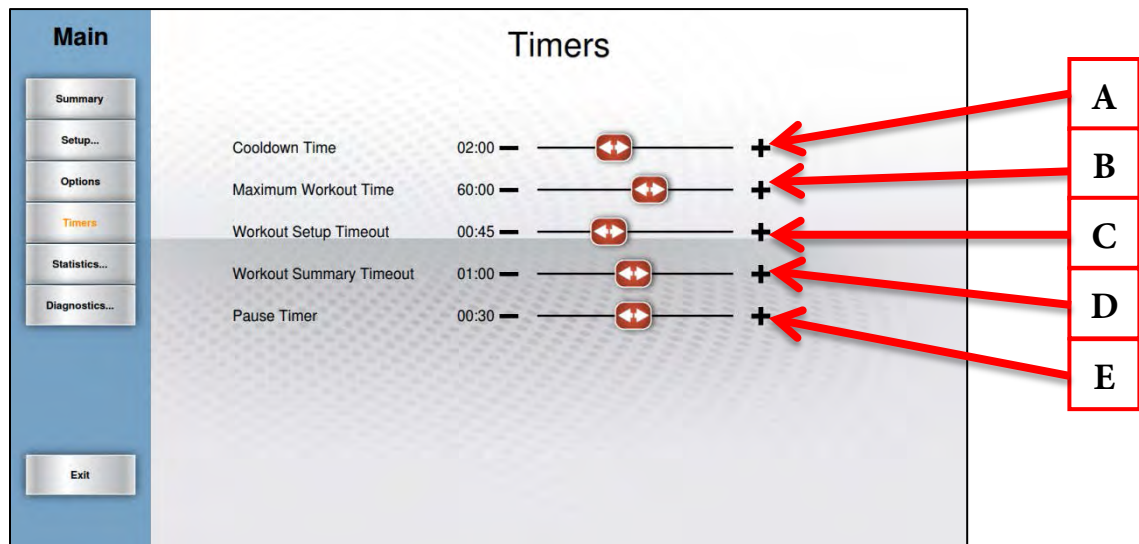 Main
Summary
Setup...
Options
Timers
Statistics...
Diagnostics...
Exit
Timers
Cooldown Time 02:00 − +
Maximum Workout Time 60:00 − +
Workout Setup Timeout 00:45 − +
Workout Summary Timeout 01:00 − +
Pause Timer 00:30 − +
A
B
C
D
E